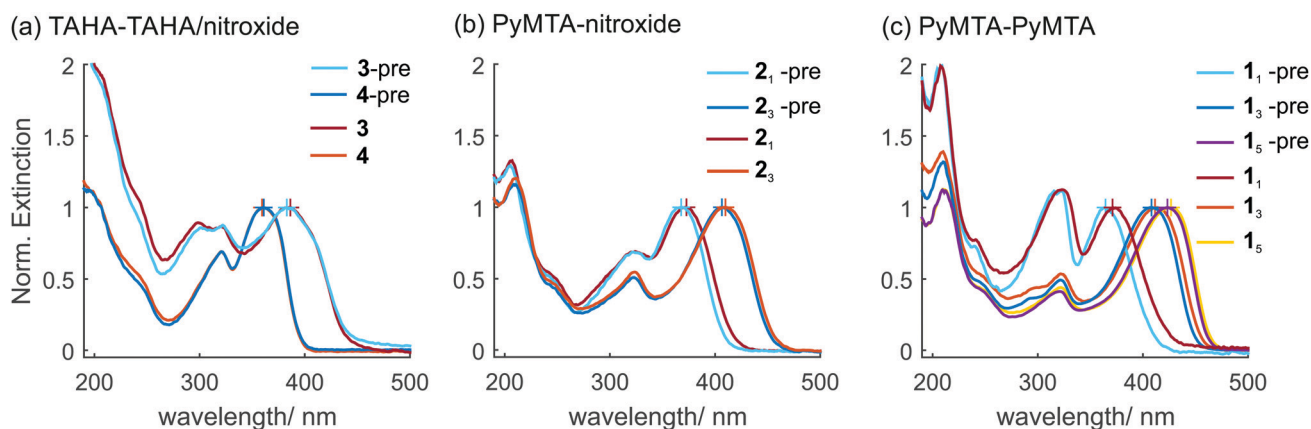 (a) TAHA-TAHA/nitroxide
2
1.5
1
0.5
0
Norm. Extinction
200 300 400 500
wavelength/ nm
3-pre
4-pre
3
4
(b) PyMTA-nitroxide
2
1.5
1
0.5
0
200 300 400 500
wavelength/ nm
2₁ -pre
2₃ -pre
2₁
2₃
(c) PyMTA-PyMTA
2
1.5
1
0.5
0
200 300 400 500
wavelength/ nm
1₁ -pre
1₃ -pre
1₅ -pre
1₁
1₃
1₅